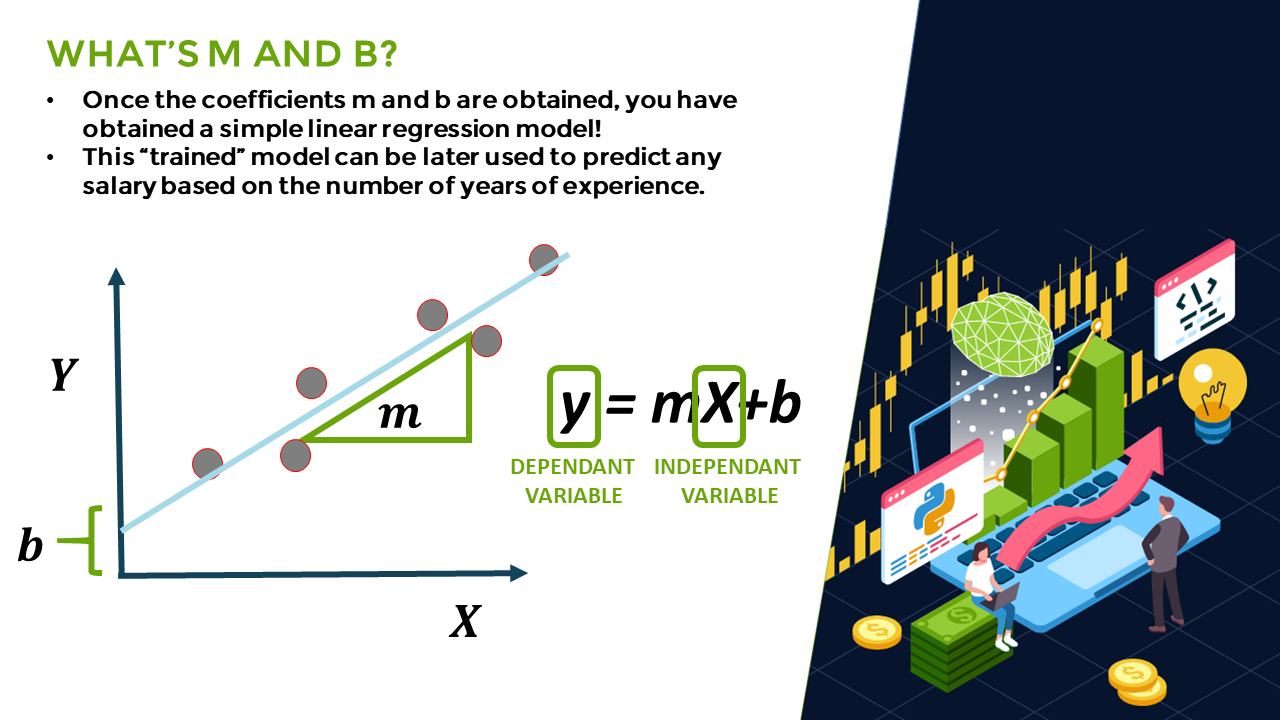 WHAT'S M AND B?
• Once the coefficients m and b are obtained, you have
obtained a simple linear regression model!
• This “trained” model can be later used to predict any
salary based on the number of years of experience.
Y
m
y = mX+b
DEPENDANT INDEPENDANT
VARIABLE VARIABLE
b
X